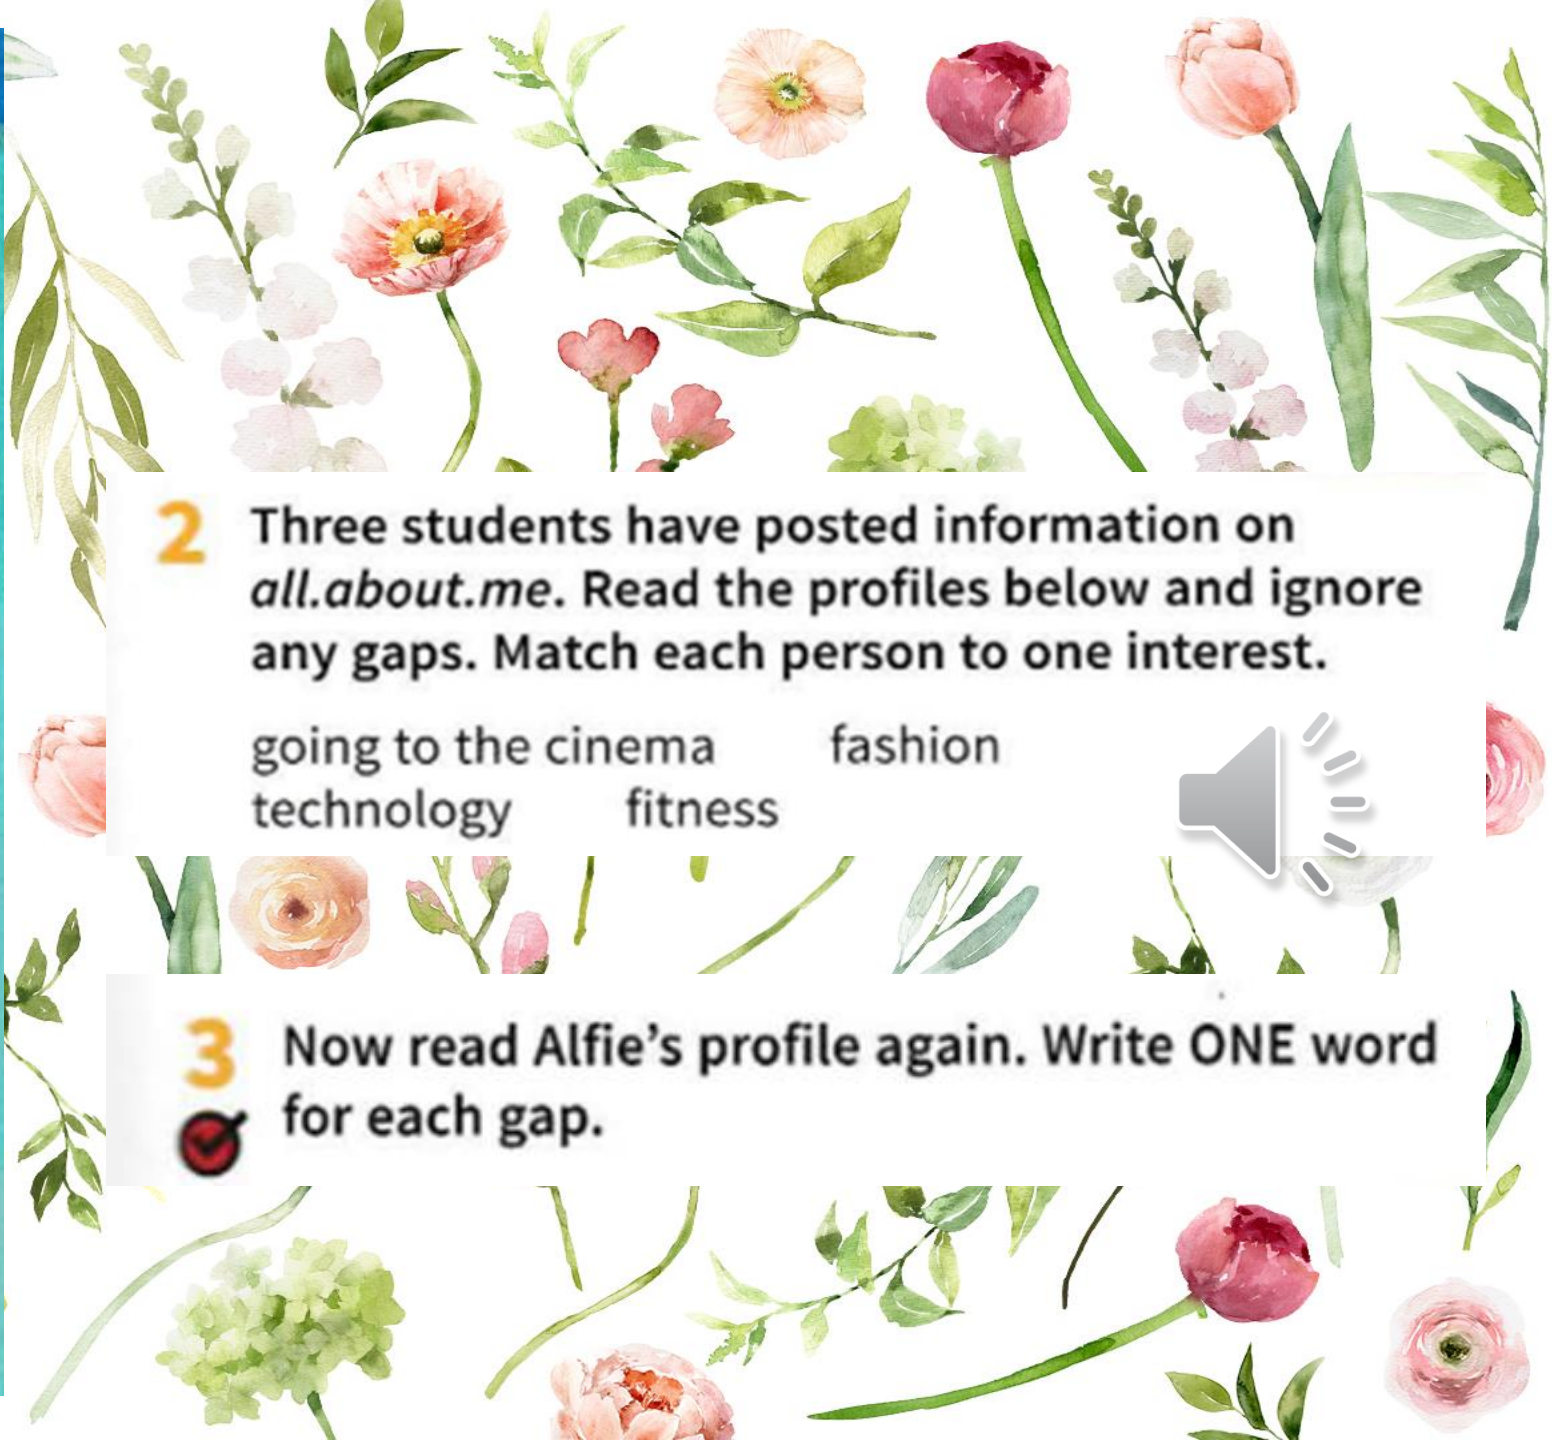 2 Three students have posted information on
all.about.me. Read the profiles below and ignore
any gaps. Match each person to one interest.
going to the cinema fashion
technology fitness
3 Now read Alfie's profile again. Write ONE word
for each gap.